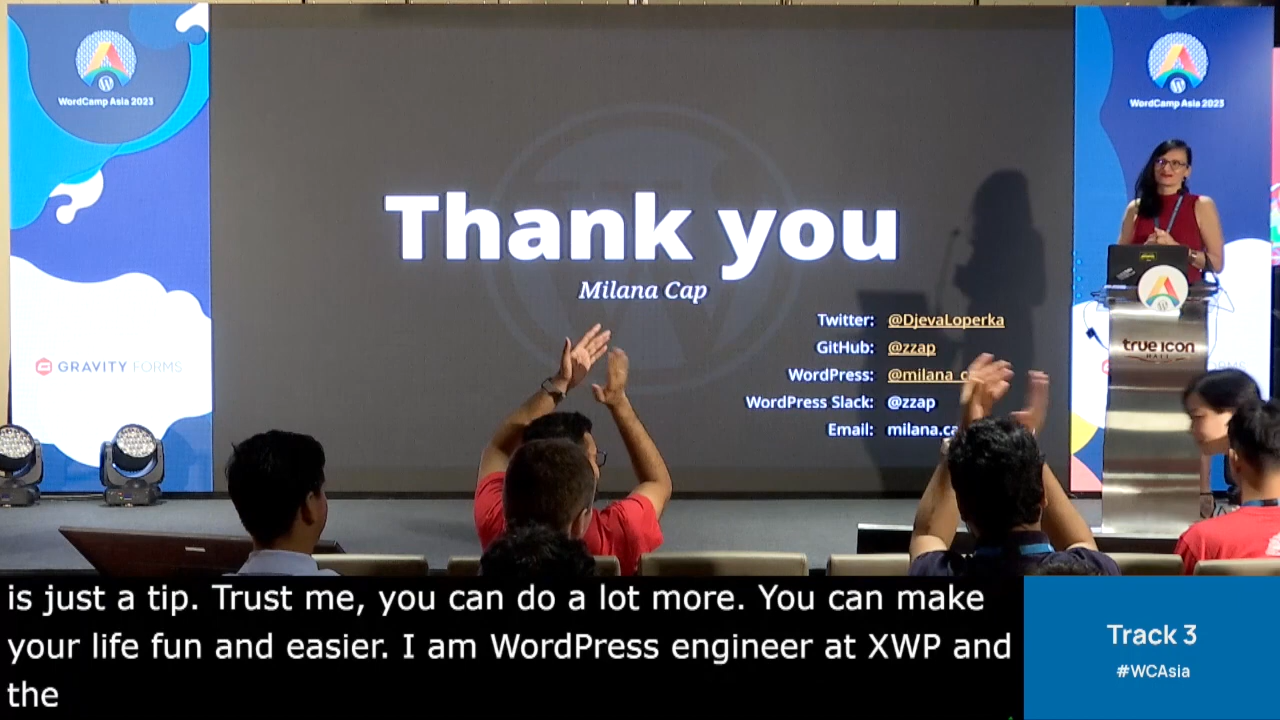 WordCamp Asia 2023
WordCamp Asia 2023
Thank you
Milana Cap
Twitter: @DjevaLoperka
GitHub: @zzap
WordPress: @milana_c
WordPress Slack: @zzap
Email: milana.ca
GRAVITY FORMS
true icon
HALL
is just a tip. Trust me, you can do a lot more. You can make
your life fun and easier. I am WordPress engineer at XWP and
the
Track 3
#WCAsia